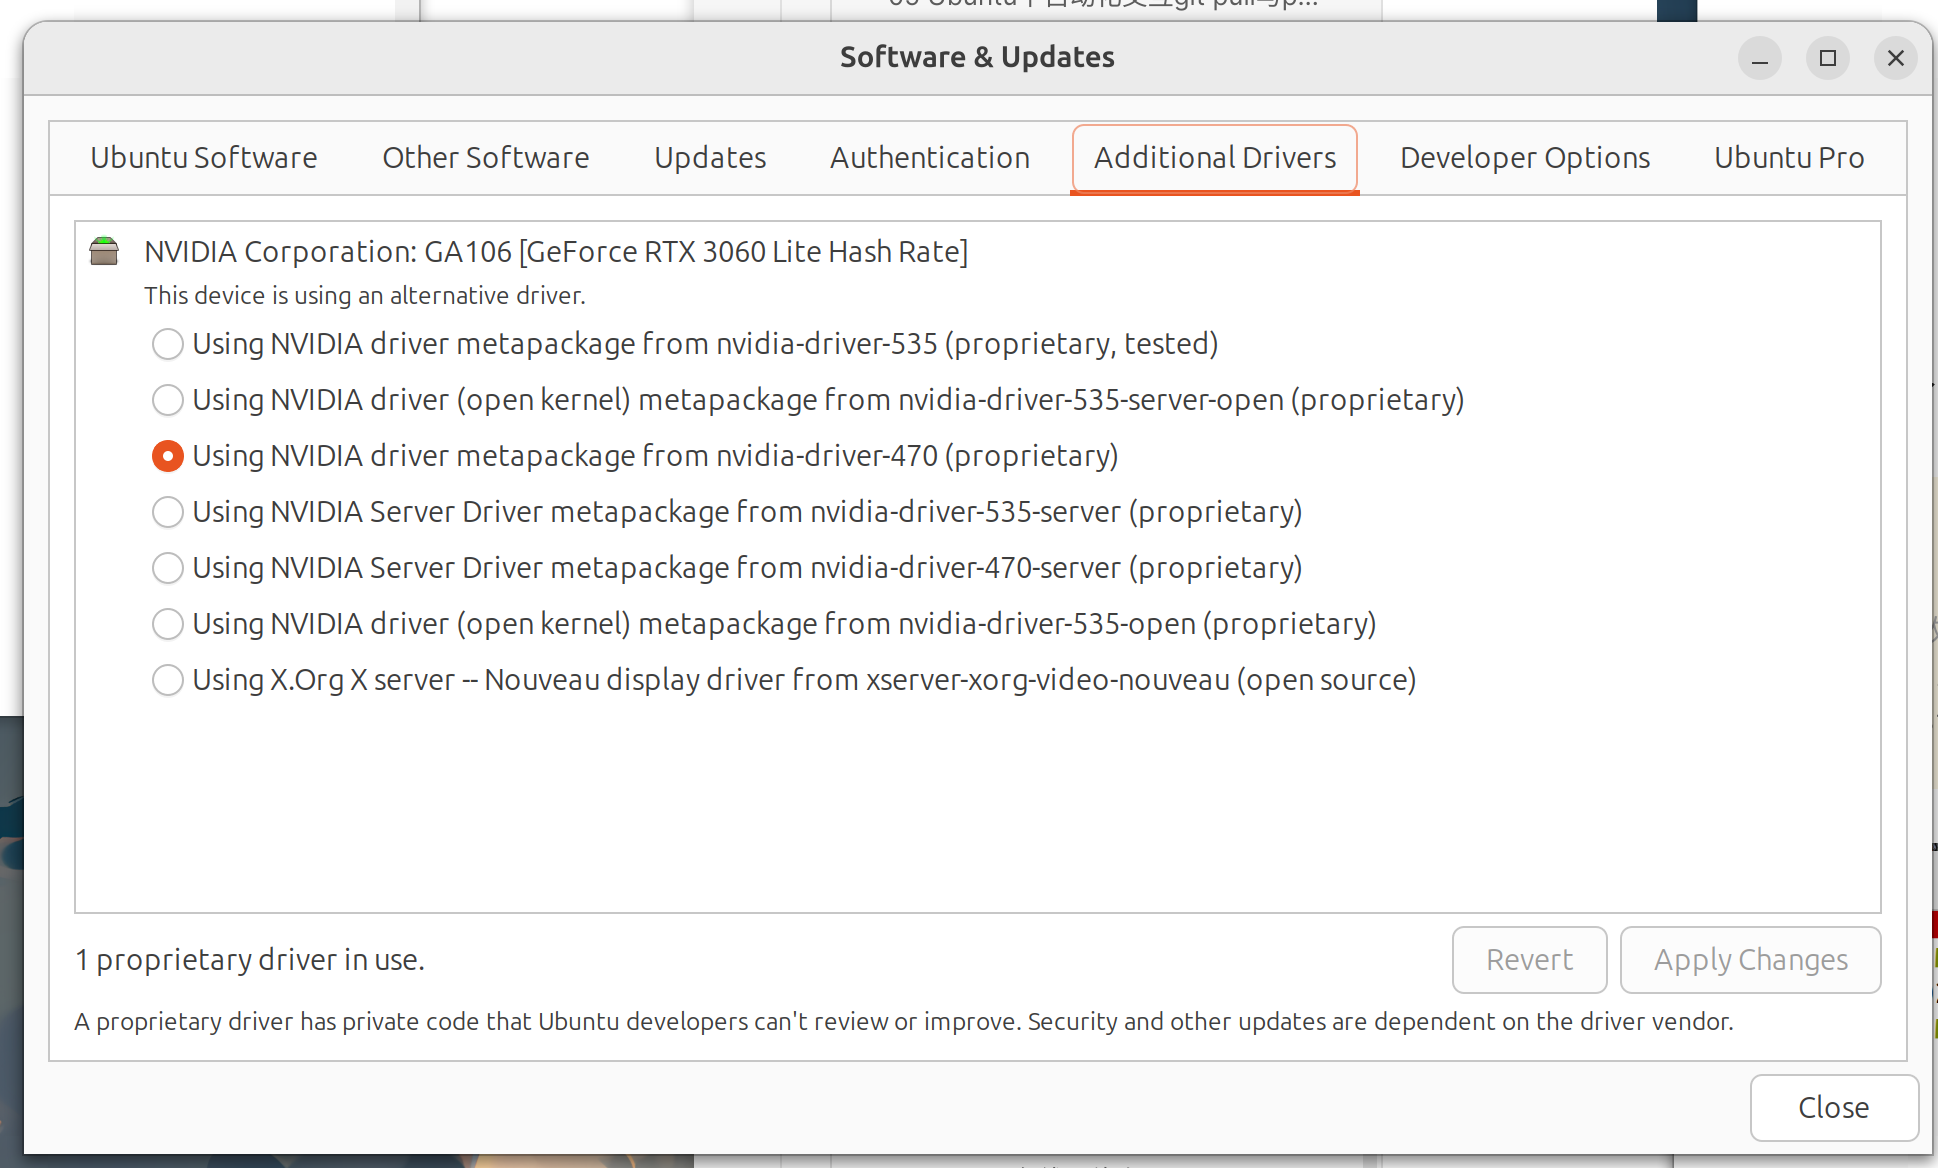 Software & Updates
Ubuntu Software Other Software Updates Authentication Additional Drivers Developer Options Ubuntu Pro
NVIDIA Corporation: GA106 [GeForce RTX 3060 Lite Hash Rate]
This device is using an alternative driver.
Using NVIDIA driver metapackage from nvidia-driver-535 (proprietary, tested)
Using NVIDIA driver (open kernel) metapackage from nvidia-driver-535-server-open (proprietary)
Using NVIDIA driver metapackage from nvidia-driver-470 (proprietary)
Using NVIDIA Server Driver metapackage from nvidia-driver-535-server (proprietary)
Using NVIDIA Server Driver metapackage from nvidia-driver-470-server (proprietary)
Using NVIDIA driver (open kernel) metapackage from nvidia-driver-535-open (proprietary)
Using X.Org X server -- Nouveau display driver from xserver-xorg-video-nouveau (open source)
1 proprietary driver in use.
Revert Apply Changes
A proprietary driver has private code that Ubuntu developers can't review or improve. Security and other updates are dependent on the driver vendor.
Close